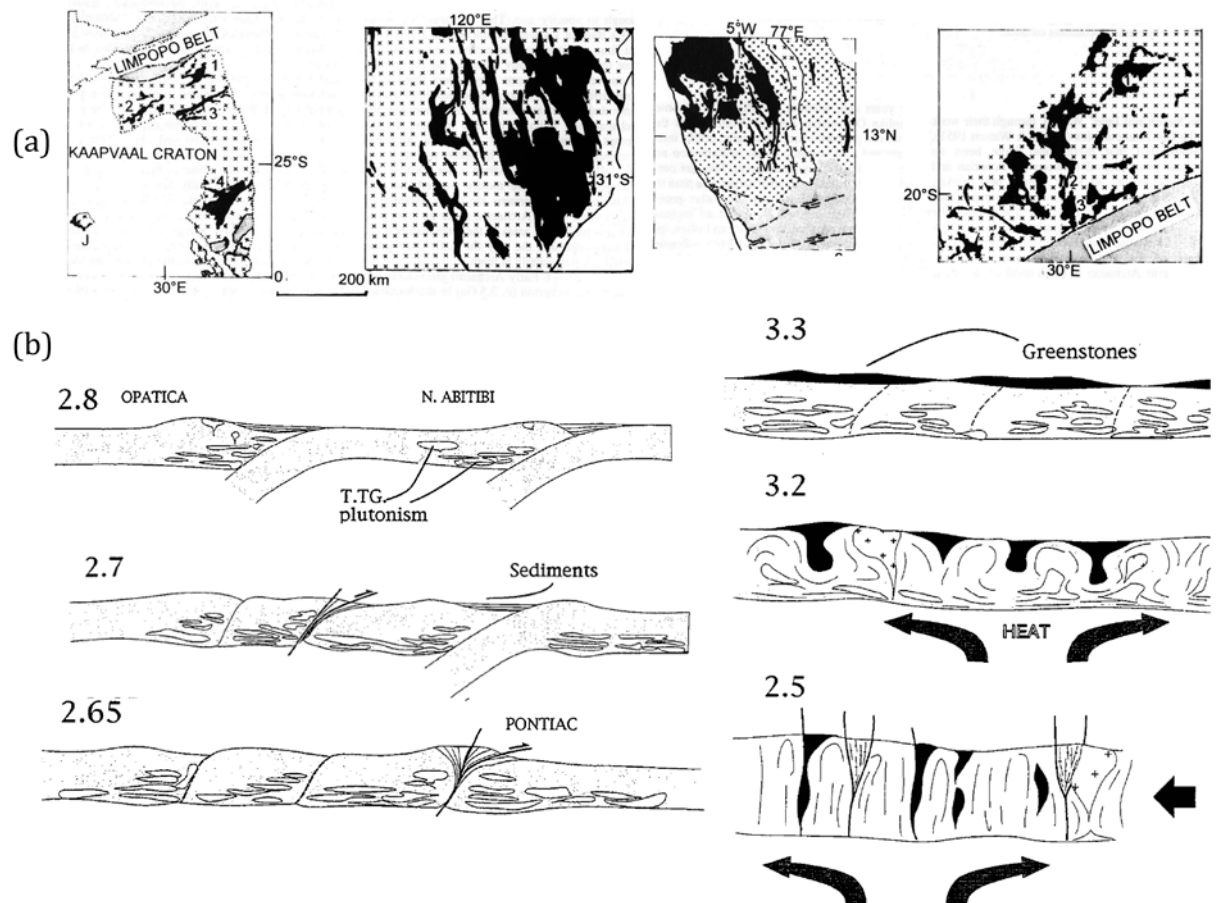 (a)
LIMPOPO BELT
1
2
3
KAAPVAAL CRATON
25°S
4
J
30°E
0
200 km
120°E
31°S
5°W 77°E
13°N
M
20°S
2
3
LIMPOPO BELT
30°E
(b)
2.8 OPATICA N. ABITIBI
T.TG.
plutonism
2.7
Sediments
2.65
PONTIAC
3.3
Greenstones
3.2
HEAT
2.5